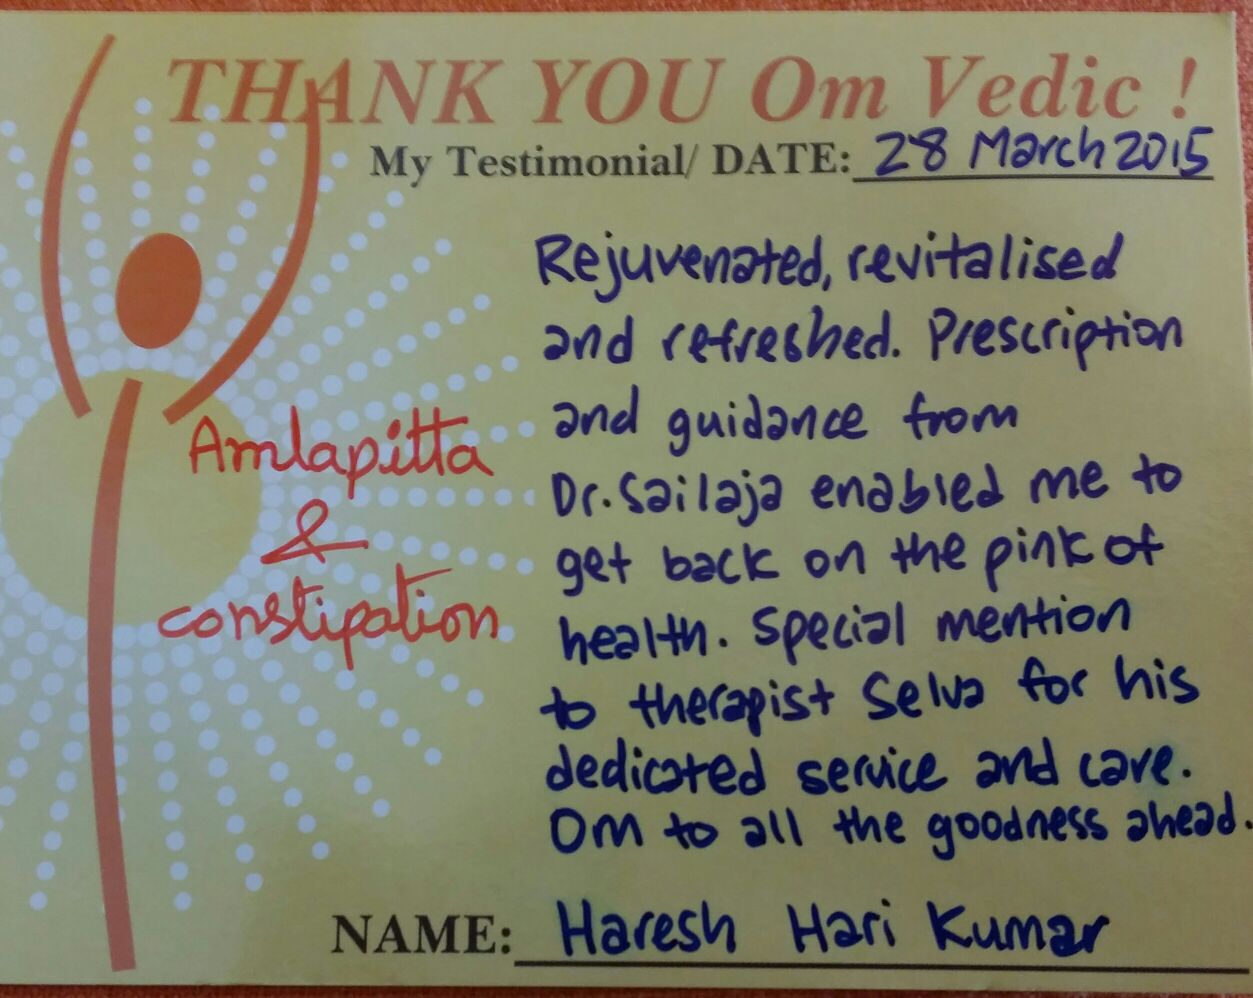 THANK YOU Om Vedic !
My Testimonial/ DATE: 28 March 2015
Rejuvenated, revitalised
and refreshed. Prescription
and guidance from
Dr. Sailaja enabled me to
get back on the pink of
health. Special mention
to therapist Selva for his
dedicated service and care.
Om to all the goodness ahead.
Amlapitta
&
constipation
NAME: Haresh Hari Kumar